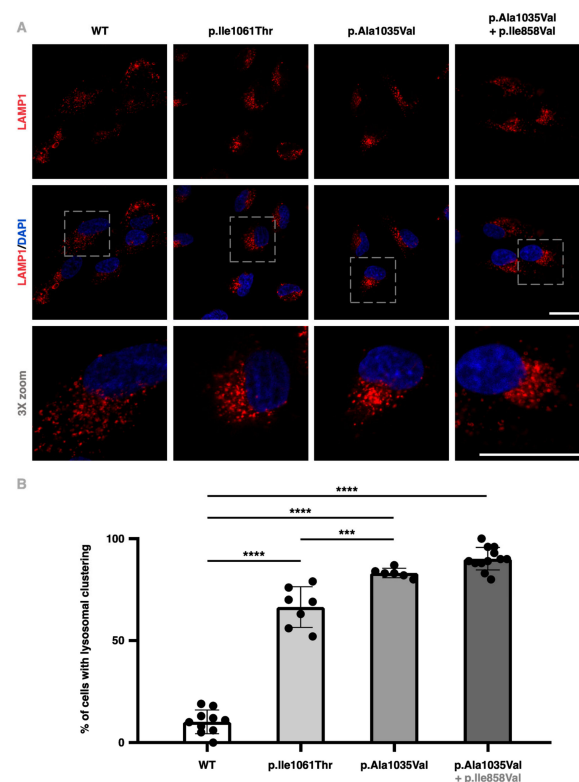 A
WT
p.Ile1061Thr
p.Ala1035Val
p.Ala1035Val
+ p.Ile858Val
LAMP1
LAMP1/DAPI
3X zoom
B
****
****
****
***
% of cells with lysosomal clustering
100
50
0
WT
p.Ile1061Thr
p.Ala1035Val
p.Ala1035Val
+ p.Ile858Val